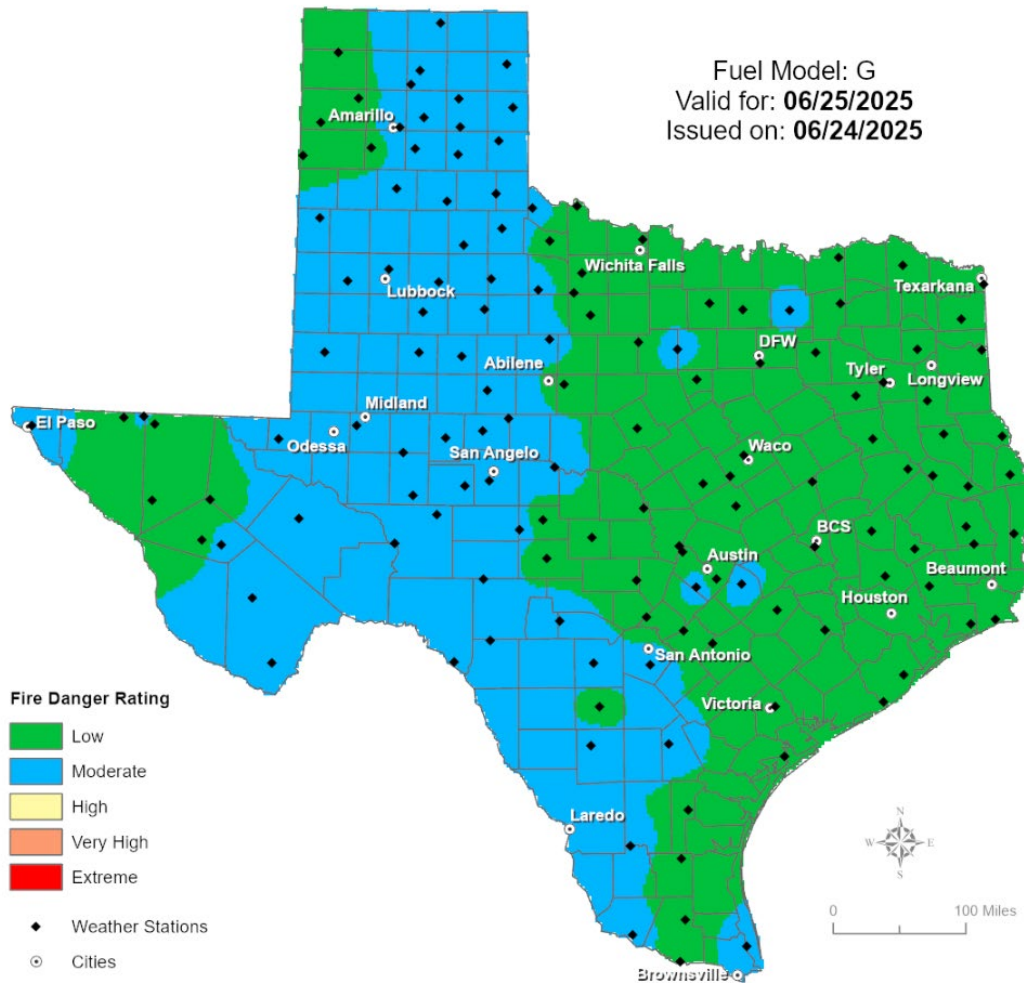 Fuel Model: G
Valid for: 06/25/2025
Issued on: 06/24/2025
Amarillo
Wichita Falls
Lubbock
Texarkana
DFW
Abilene
Tyler
Longview
El Paso
Midland
Odessa
San Angelo
Waco
BCS
Austin
Beaumont
Houston
San Antonio
Victoria
Laredo
Brownsville
Fire Danger Rating
Low
Moderate
High
Very High
Extreme
Weather Stations
Cities
N
W E
S
0 100 Miles